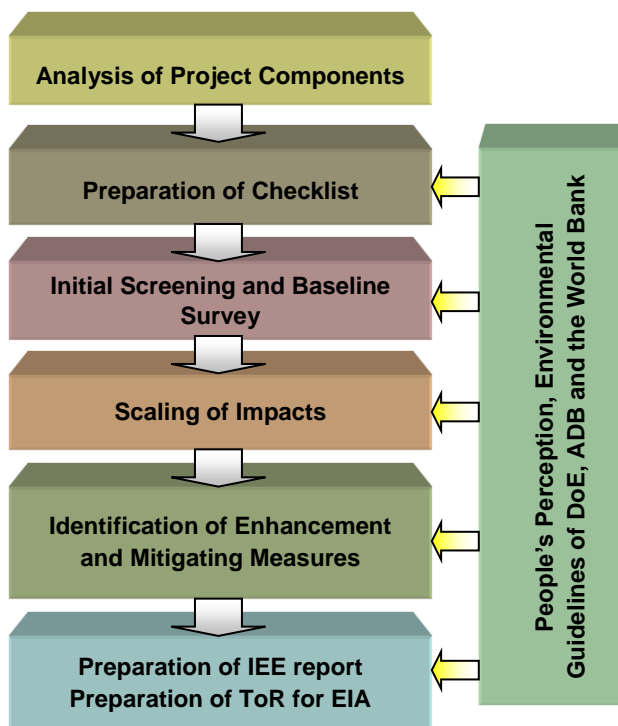 Analysis of Project Components
Preparation of Checklist
Initial Screening and Baseline
Survey
Scaling of Impacts
Identification of Enhancement
and Mitigating Measures
Preparation of IEE report
Preparation of ToR for EIA
People’s Perception, Environmental
Guidelines of DoE, ADB and the World Bank